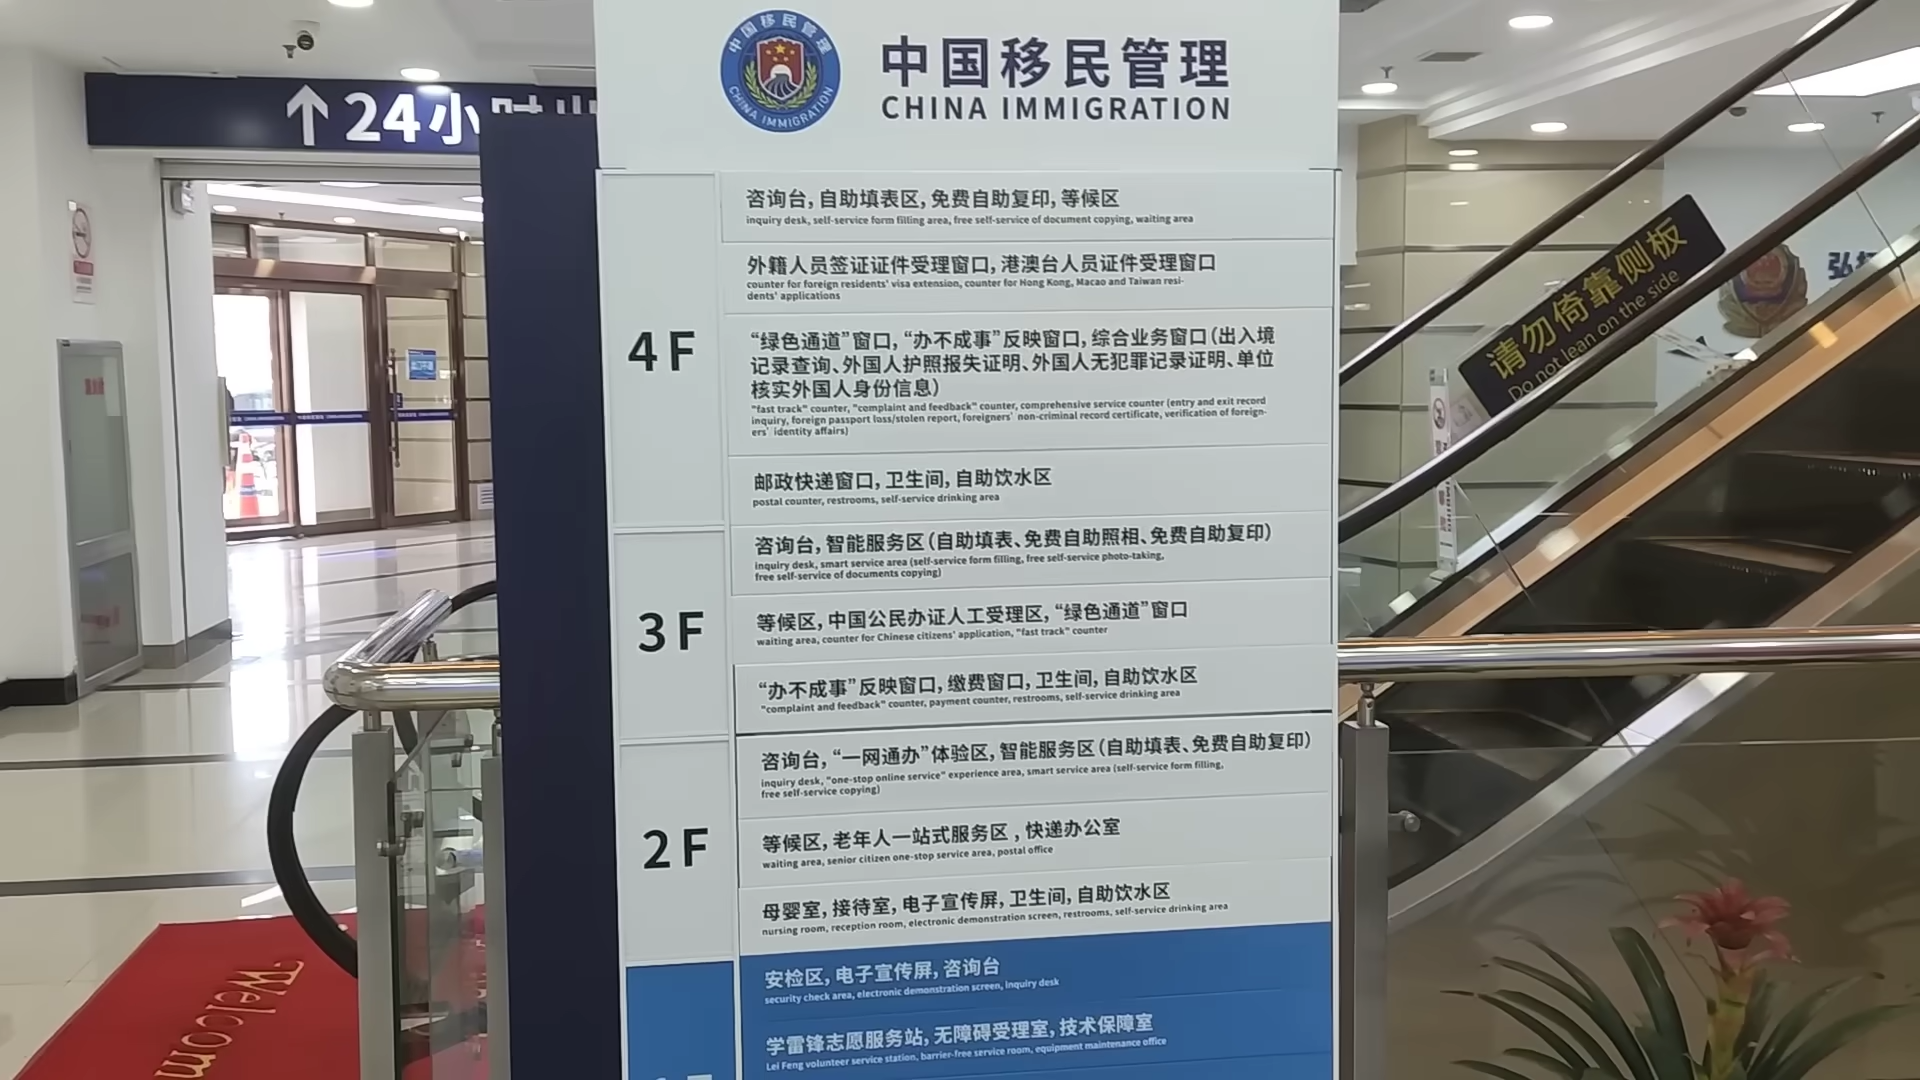 中国移民管理
CHINA IMMIGRATION
中国移民管理
CHINA IMMIGRATION
24小时
4F
咨询台,自助填表区,免费自助复印,等候区
inquiry desk, self-service form filling area, free self-service of document copying, waiting area
外籍人员签证证件受理窗口,港澳台人员证件受理窗口
counter for foreign residents' visa extension, counter for Hong Kong, Macao and Taiwan resi-
dents' applications
“绿色通道”窗口,“办不成事”反映窗口,综合业务窗口(出入境
记录查询、外国人护照报失证明、外国人无犯罪记录证明、单位
核实外国人身份信息)
"fast track" counter, "complaint and feedback" counter, comprehensive service counter (entry and exit record
inquiry, foreign passport loss/stolen report, foreigners' non-criminal record certificate, verification of foreign-
ers' identity affairs)
邮政快递窗口,卫生间,自助饮水区
postal counter, restrooms, self-service drinking area
3F
咨询台,智能服务区(自助填表、免费自助照相、免费自助复印)
inquiry desk, smart service area (self-service form filling, free self-service photo-taking,
free self-service of documents copying)
等候区,中国公民办证人工受理区,“绿色通道”窗口
waiting area, counter for Chinese citizens' application, "fast track" counter
“办不成事”反映窗口,缴费窗口,卫生间,自助饮水区
"complaint and feedback" counter, payment counter, restrooms, self-service drinking area
2F
咨询台,“一网通办”体验区,智能服务区(自助填表、免费自助复印)
inquiry desk, "one-stop online service" experience area, smart service area (self-service form filling,
free self-service copying)
等候区,老年人一站式服务区,快递办公室
waiting area, senior citizen one-stop service area, postal office
母婴室,接待室,电子宣传屏,卫生间,自助饮水区
nursing room, reception room, electronic demonstration screen, restrooms, self-service drinking area
安检区,电子宣传屏,咨询台
security check area, electronic demonstration screen, inquiry desk
学雷锋志愿服务站,无障碍受理室,技术保障室
Lei Feng volunteer service station, barrier-free service room, equipment maintenance office
请勿倚靠侧板
Do not lean on the side
Welcom